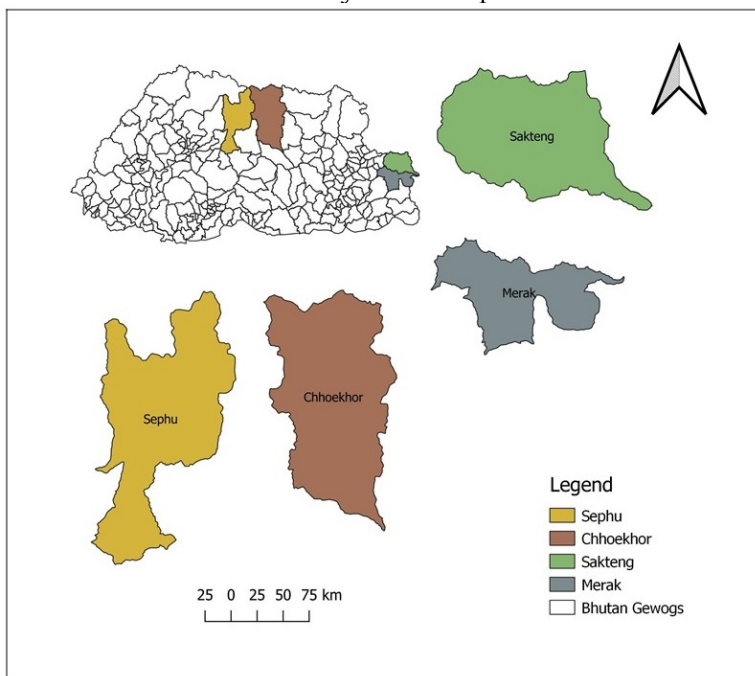 Sakteng
Merak
Sephu
Chhoekhor
Legend
Sephu
Chhoekhor
Sakteng
Merak
Bhutan Gewogs
25 0 25 50 75 km